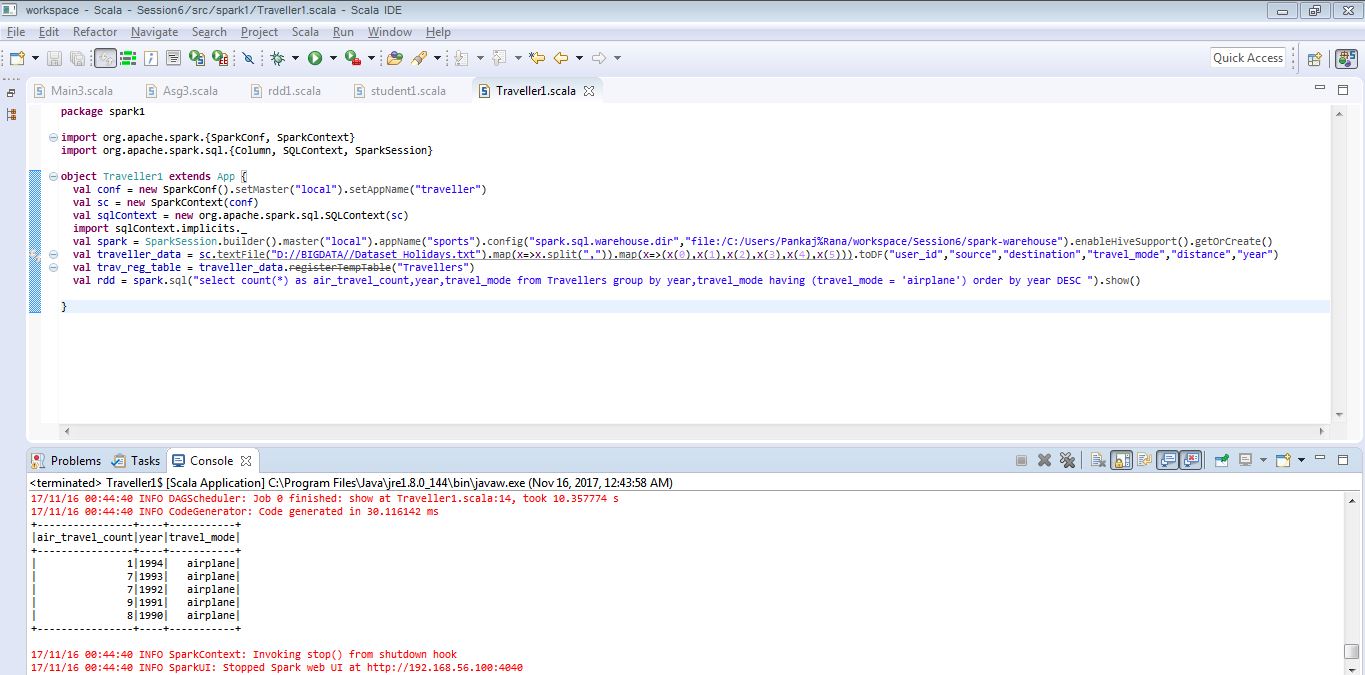 workspace - Scala - Session6/src/spark1/Traveller1.scala - Scala IDE
File Edit Refactor Navigate Search Project Scala Run Window Help
Quick Access
Main3.scala Asg3.scala rdd1.scala student1.scala Traveller1.scala
package spark1
import org.apache.spark.{SparkConf, SparkContext}
import org.apache.spark.sql.{Column, SQLContext, SparkSession}
object Traveller1 extends App {
val conf = new SparkConf().setMaster("local").setAppName("traveller")
val sc = new SparkContext(conf)
val sqlContext = new org.apache.spark.sql.SQLContext(sc)
import sqlContext.implicits._
val spark = SparkSession.builder().master("local").appName("sports").config("spark.sql.warehouse.dir","file:/C:/Users/Pankaj%Rana/workspace/Session6/spark-warehouse").enableHiveSupport().getOrCreate()
val traveller_data = sc.textFile("D://BIGDATA//Dataset_Holidays.txt").map(x=>x.split(",")).map(x=>(x(0),x(1),x(2),x(3),x(4),x(5))).toDF("user_id","source","destination","travel_mode","distance","year")
val trav_reg_table = traveller_data.registerTempTable("Travellers")
val rdd = spark.sql("select count(*) as air_travel_count,year,travel_mode from Travellers group by year,travel_mode having (travel_mode = 'airplane') order by year DESC ").show()
}
Problems Tasks Console
<terminated> Traveller1$ [Scala Application] C:\Program Files\Java\jre1.8.0_144\bin\javaw.exe (Nov 16, 2017, 12:43:58 AM)
17/11/16 00:44:40 INFO DAGScheduler: Job 0 finished: show at Traveller1.scala:14, took 10.357774 s
17/11/16 00:44:40 INFO CodeGenerator: Code generated in 30.116142 ms
+----------------+----+-----------+
|air_travel_count|year|travel_mode|
+----------------+----+-----------+
|               1|1994|   airplane|
|               7|1993|   airplane|
|               7|1992|   airplane|
|               9|1991|   airplane|
|               8|1990|   airplane|
+----------------+----+-----------+
17/11/16 00:44:40 INFO SparkContext: Invoking stop() from shutdown hook
17/11/16 00:44:40 INFO SparkUI: Stopped Spark web UI at http://192.168.56.100:4040